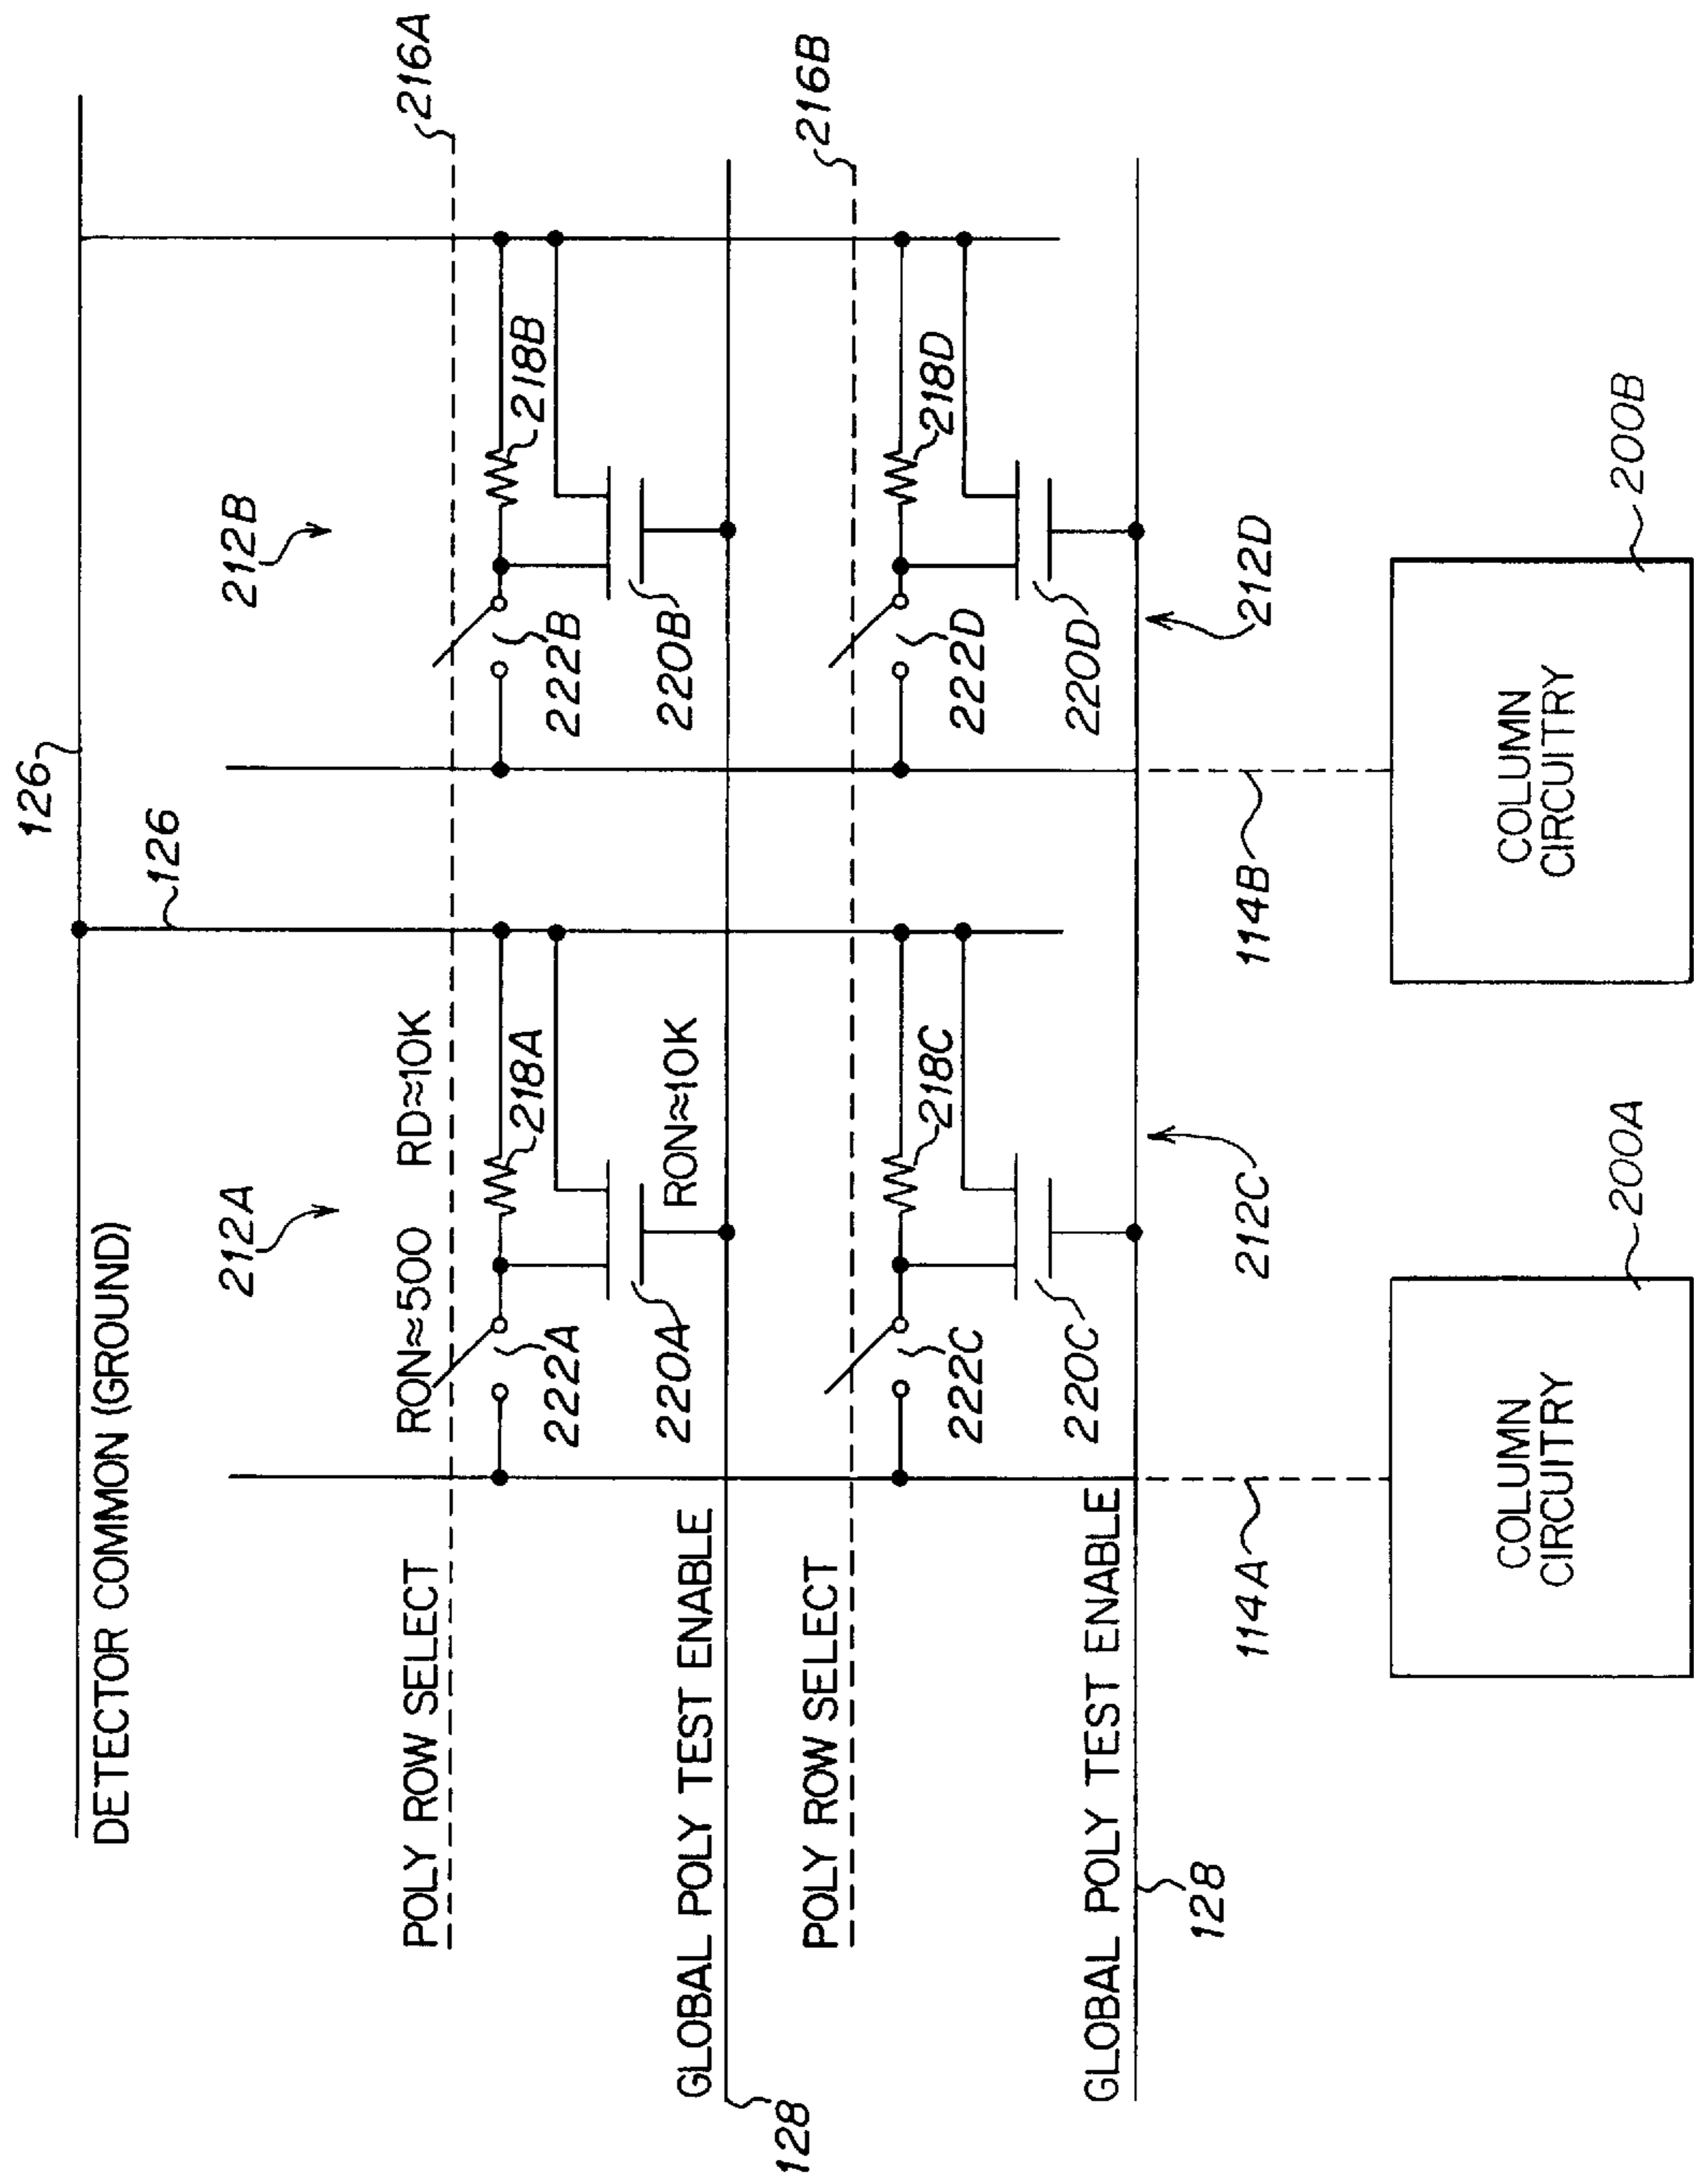 126
DETECTOR COMMON (GROUND)
126
212A
212B
RON≈500 RD≈10K
216A
POLY ROW SELECT
218A
218B
222A
222B
220A
RON≈10K
220B
GLOBAL POLY TEST ENABLE
128
216B
POLY ROW SELECT
218C
218D
222C
222D
220C
220D
GLOBAL POLY TEST ENABLE
128
114A
212C
114B
212D
COLUMN
CIRCUITRY
200A
COLUMN
CIRCUITRY
200B